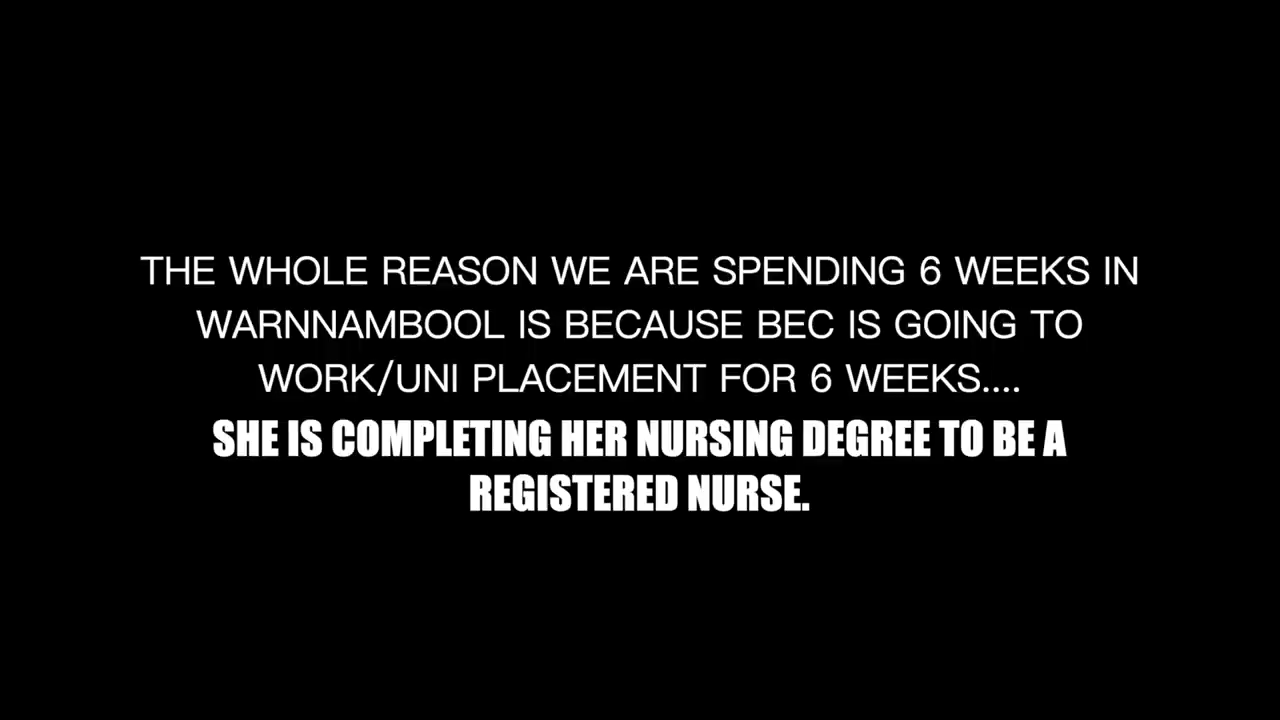 THE WHOLE REASON WE ARE SPENDING 6 WEEKS IN
WARNNAMBOOL IS BECAUSE BEC IS GOING TO
WORK/UNI PLACEMENT FOR 6 WEEKS....
SHE IS COMPLETING HER NURSING DEGREE TO BE A
REGISTERED NURSE.